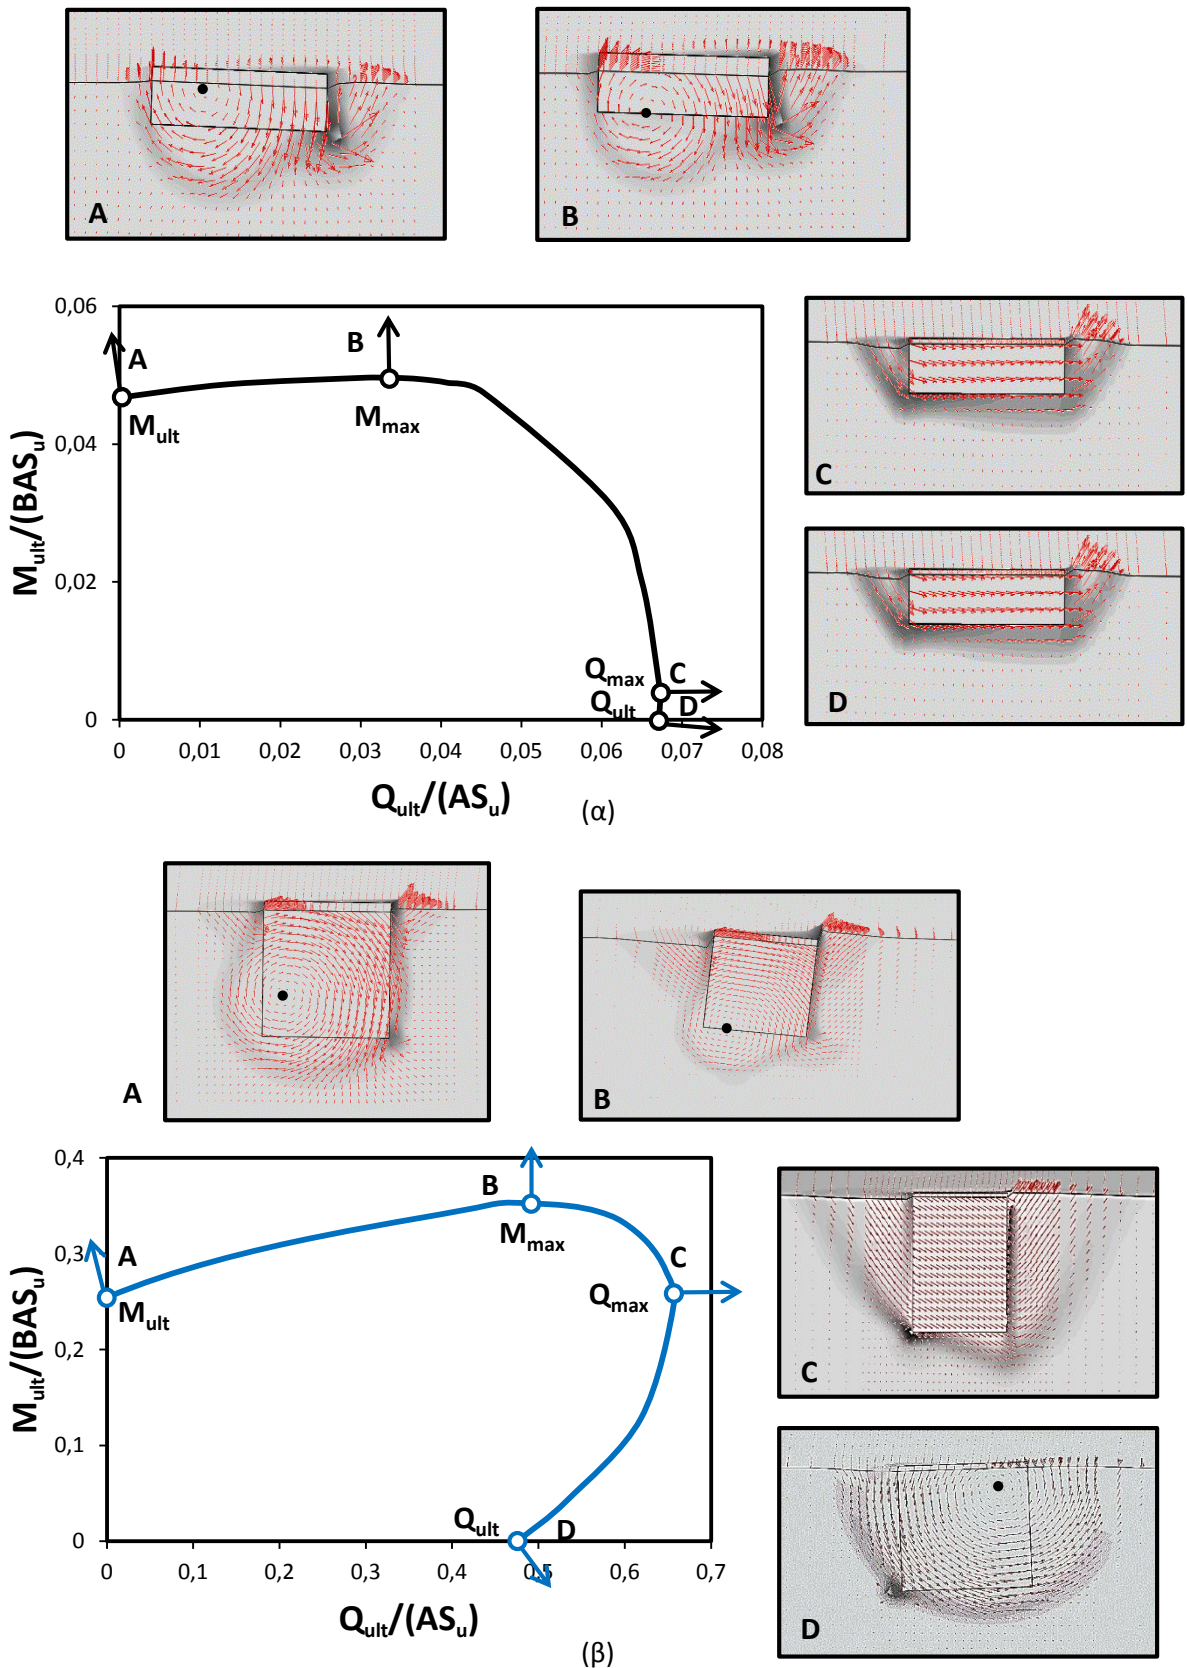 A
B
0,06
A
B
M_ult
M_max
0,04
M_ult/(BAS_u)
0,02
Q_max C
Q_ult D
0
0 0,01 0,02 0,03 0,04 0,05 0,06 0,07 0,08
Q_ult/(AS_u)
(α)
C
D
A
B
0,4
B
A
M_max
C
0,3
M_ult
Q_max
M_ult/(BAS_u)
0,2
0,1
Q_ult D
0
0 0,1 0,2 0,3 0,4 0,5 0,6 0,7
Q_ult/(AS_u)
(β)
C
D